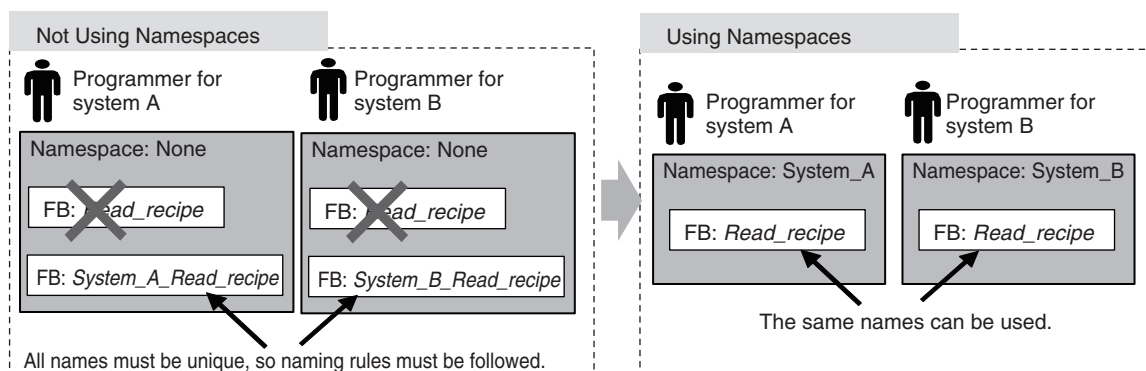 Not Using Namespaces
Programmer for
system A
Programmer for
system B
Namespace: None
Namespace: None
FB: Read_recipe
FB: Read_recipe
FB: System_A_Read_recipe
FB: System_B_Read_recipe
All names must be unique, so naming rules must be followed.
Using Namespaces
Programmer for
system A
Programmer for
system B
Namespace: System_A
Namespace: System_B
FB: Read_recipe
FB: Read_recipe
The same names can be used.